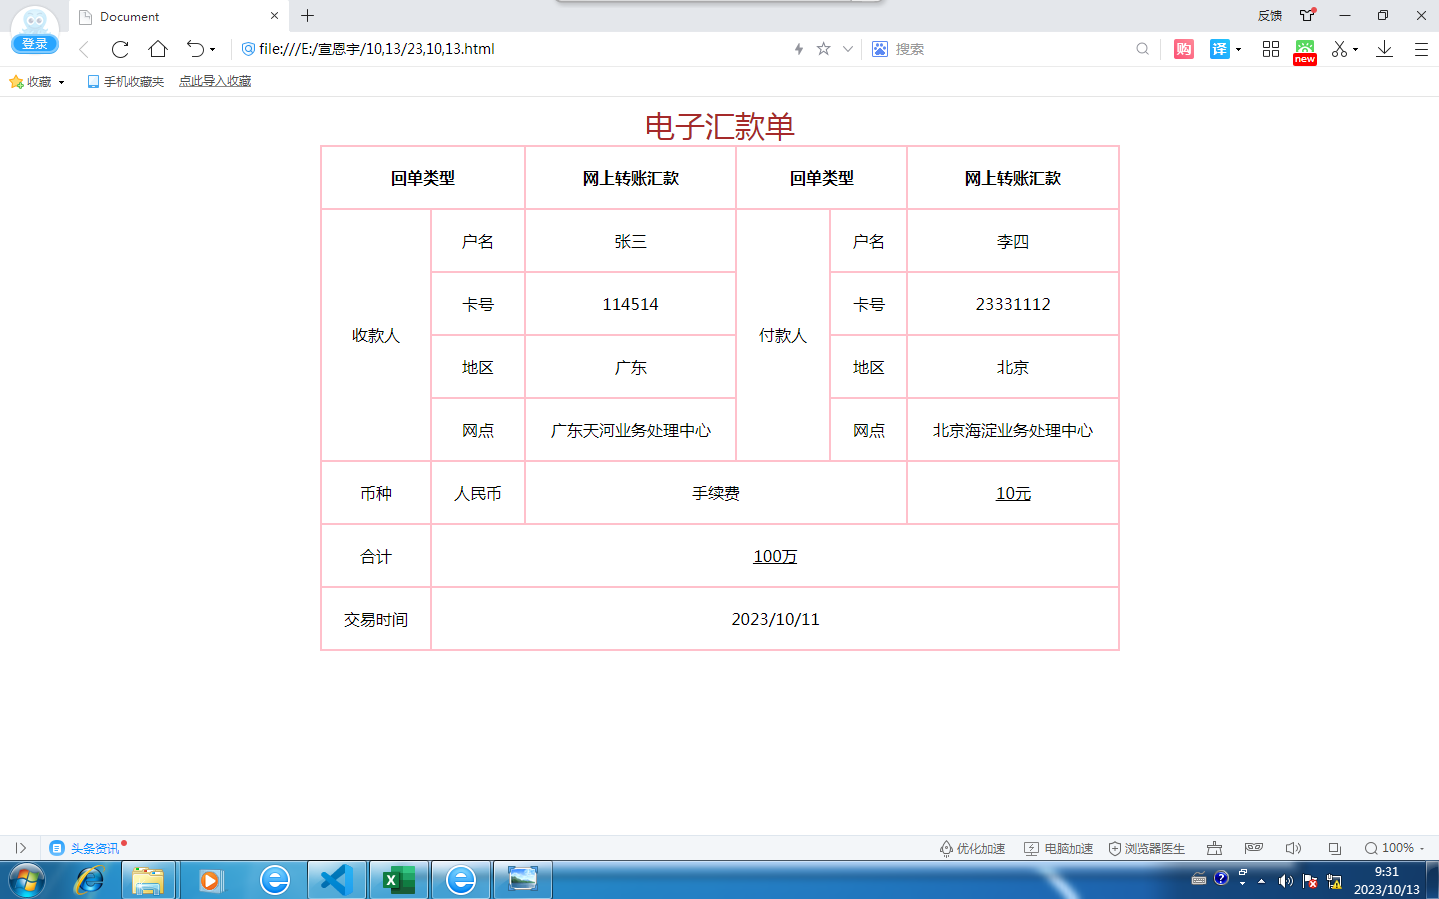 Document
反馈
登录
file:///E:/宣恩宇/10,13/23,10,13.html
搜索
购
译
new
收藏
手机收藏夹
点此导入收藏
电子汇款单
回单类型 网上转账汇款 回单类型 网上转账汇款
收款人 户名 张三 付款人 户名 李四
卡号 114514 卡号 23331112
地区 广东 地区 北京
网点 广东天河业务处理中心 网点 北京海淀业务处理中心
币种 人民币 手续费 10元
合计 100万
交易时间 2023/10/11
头条资讯
优化加速 电脑加速 浏览器医生 100%
9:31
2023/10/13